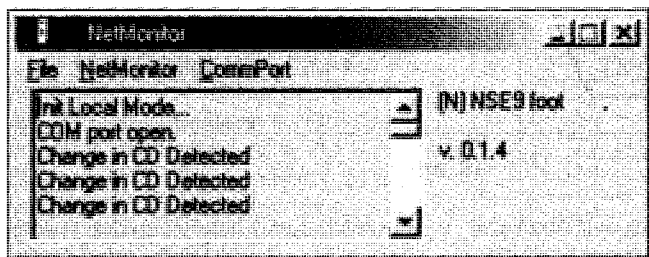 NetMonitor
File NetMonitor CommPort
Init Local Mode...
COM port open.
Change in CD Detected
Change in CD Detected
Change in CD Detected
(N) NSE9 foot
v. 0.1.4